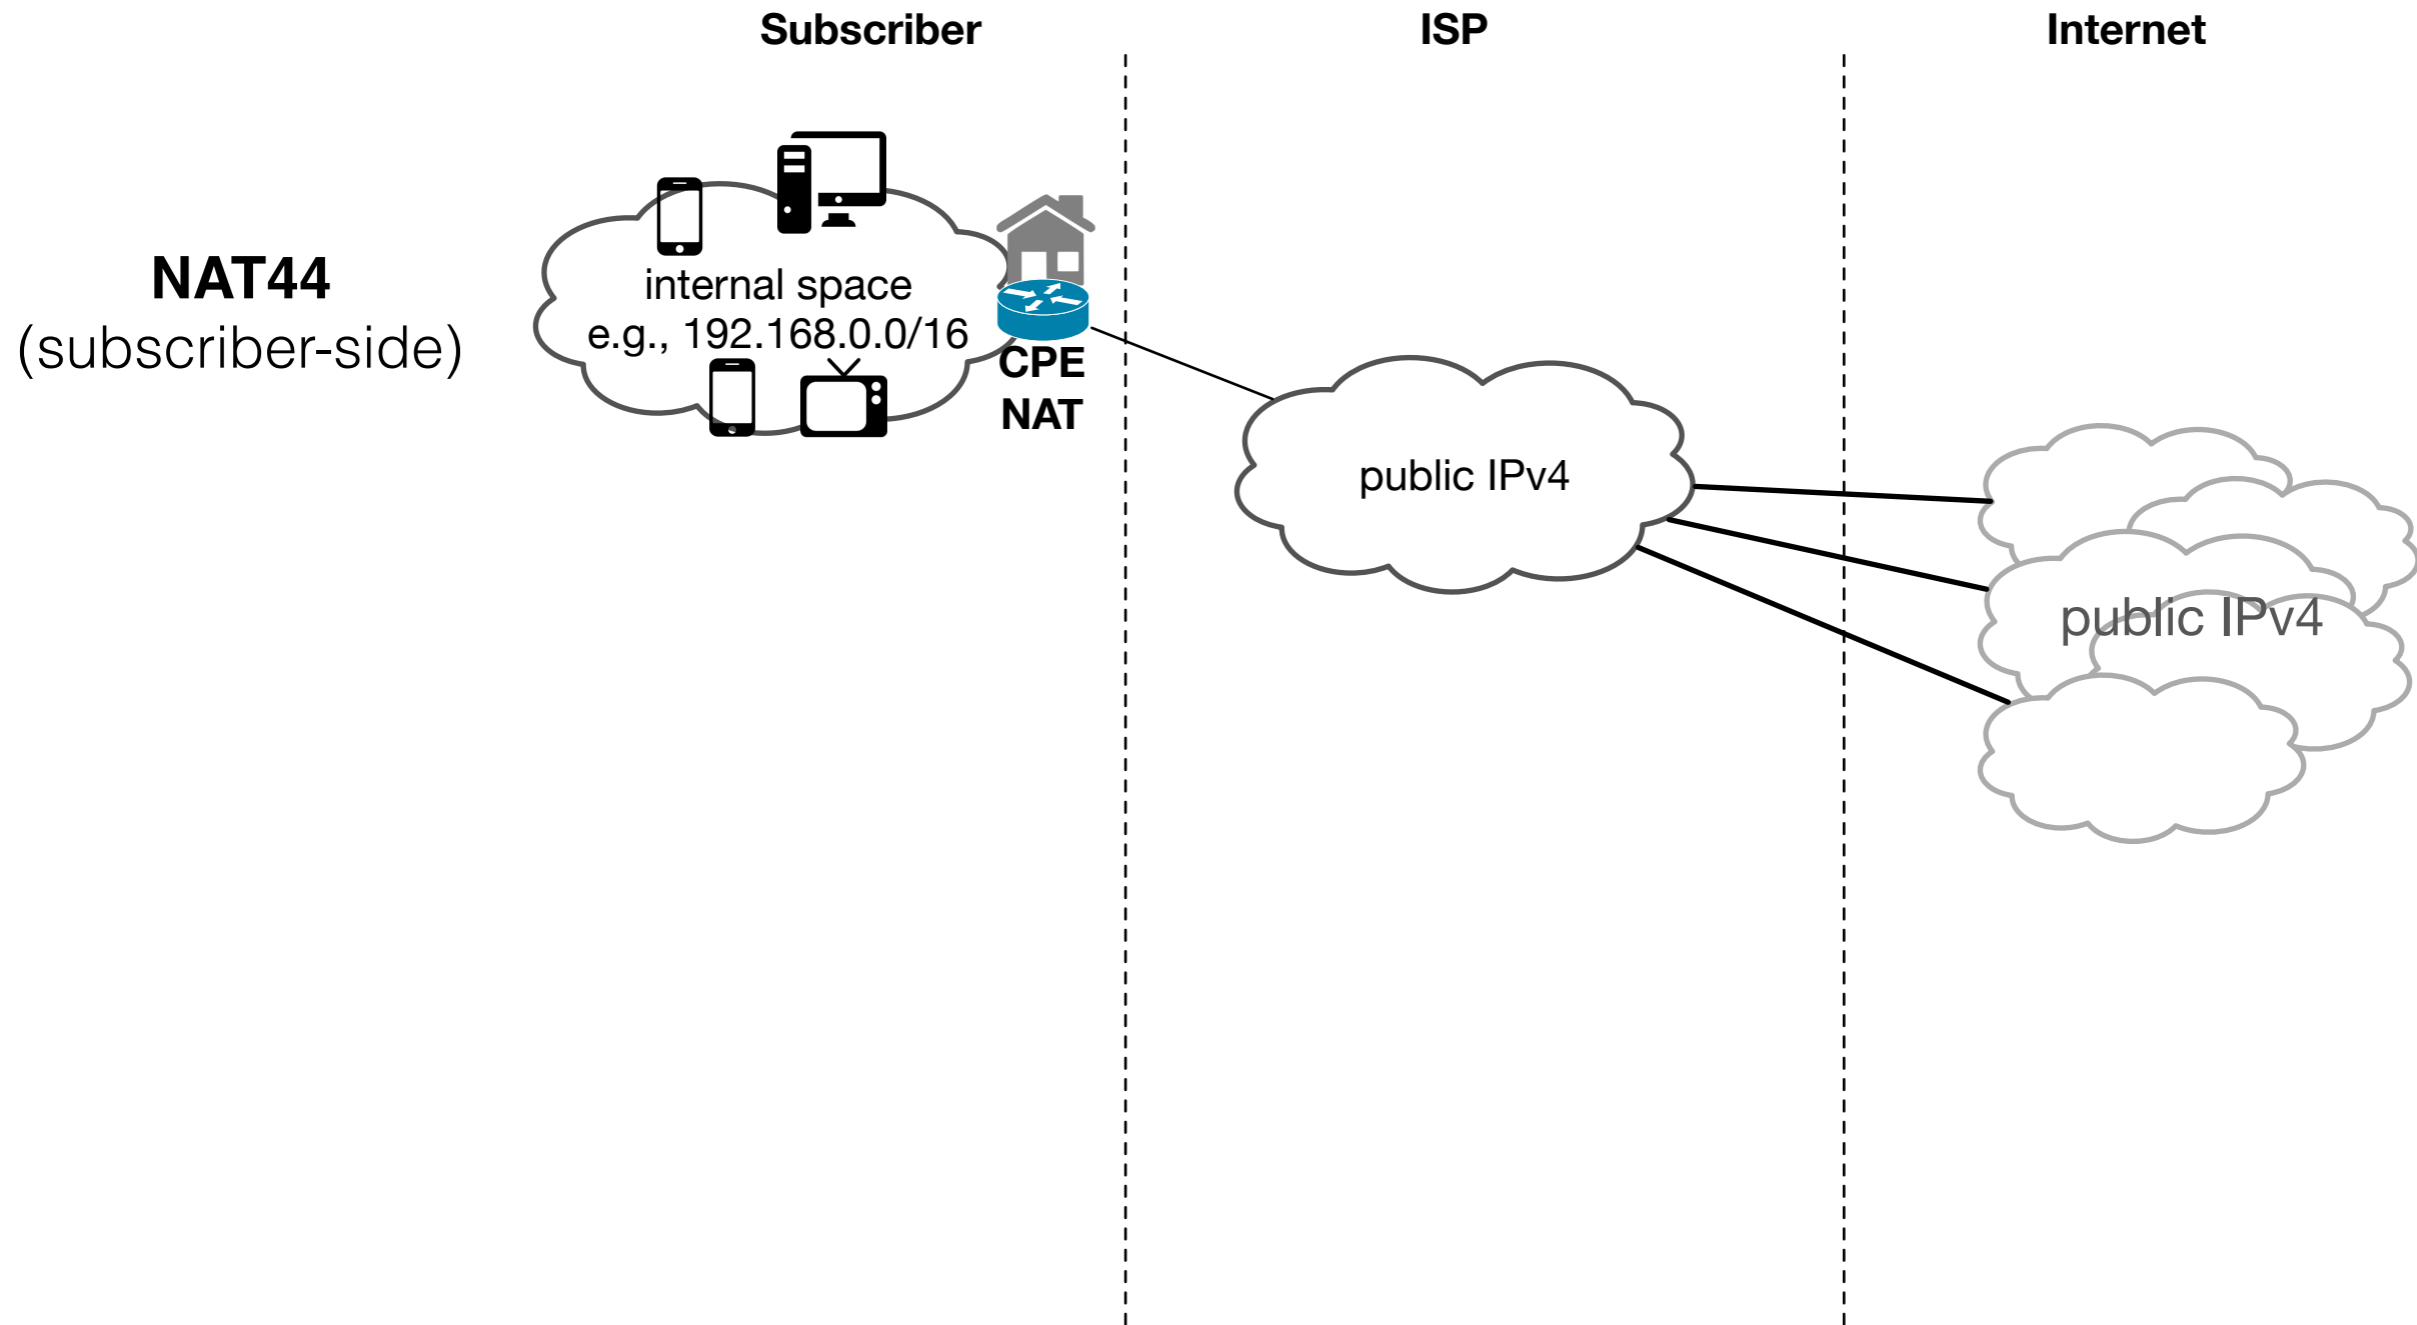 Subscriber
ISP
Internet
NAT44
(subscriber-side)
internal space
e.g., 192.168.0.0/16
CPE
NAT
public IPv4
public IPv4